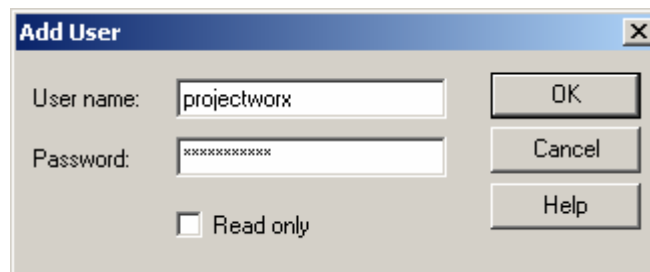 Add User
User name: projectworx OK
Password: *********** Cancel
Read only Help